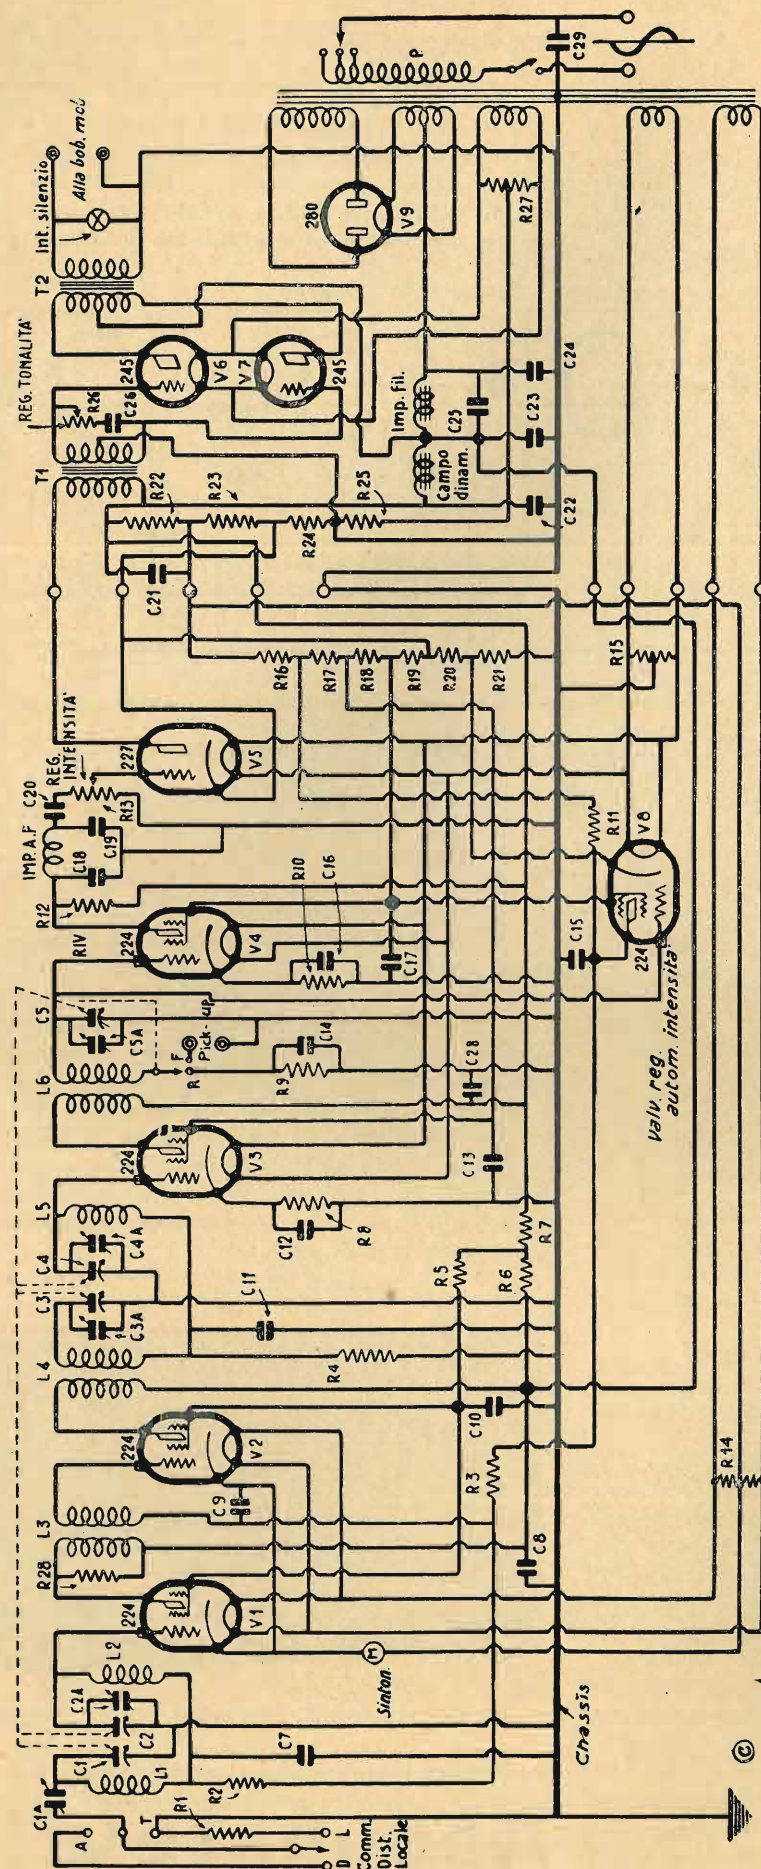 C1A
A
T
R1
L
D
Comm.
Dist.
Locale
C1
L1
C2
C2A
L2
R2
C7
R28
224
V1
M
Sinton.
L3
C9
224
V2
C8
R3
C10
L4
C3A
C3
C4
C4A
L5
R4
C11
R5
R6
R7
224
V3
C12
R8
C13
C28
L6
C5
C5A
R
F
Pick-up
R9
C14
RIV
224
V4
R10
C16
C17
R12
IMP.A.F
C18
C19
C20
REG.
INTENSITA'
R13
227
V5
R16
R17
R18
R19
R20
R21
R11
C15
224
V8
Valv. reg.
autom. intensita'
R15
R14
Chassis
C
T1
REG. TONALITA'
R26
C26
C21
R22
R23
R24
R25
245
V6
V7
245
T2
Int. silenzio
Alla bob. mob
Imp. fil.
Campo
dinam.
C22
C23
C24
C25
280
V9
R27
P.
C29